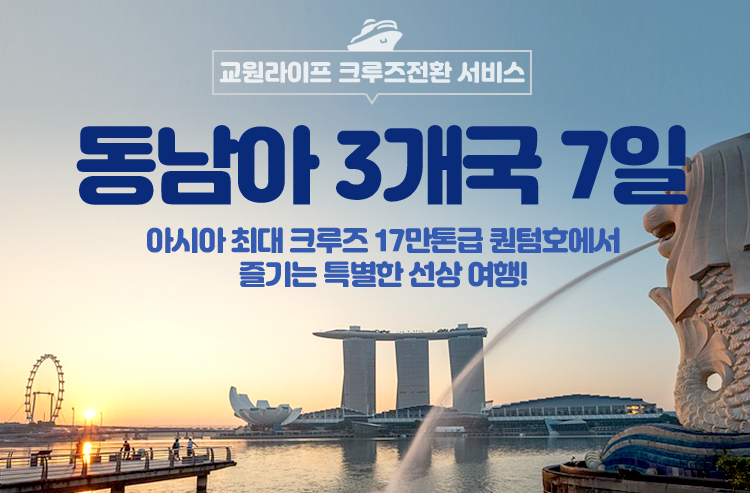 교원라이프 크루즈전환 서비스
동남아 3개국 7일
아시아 최대 크루즈 17만톤급 퀀텀호에서
즐기는 특별한 선상 여행!